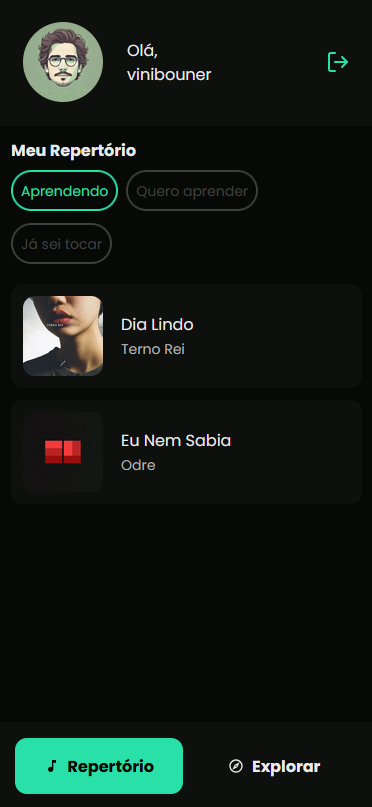 Olá,
vinibouner
Meu Repertório
Aprendendo
Quero aprender
Já sei tocar
Dia Lindo
Terno Rei
Eu Nem Sabia
Odre
Repertório
Explorar